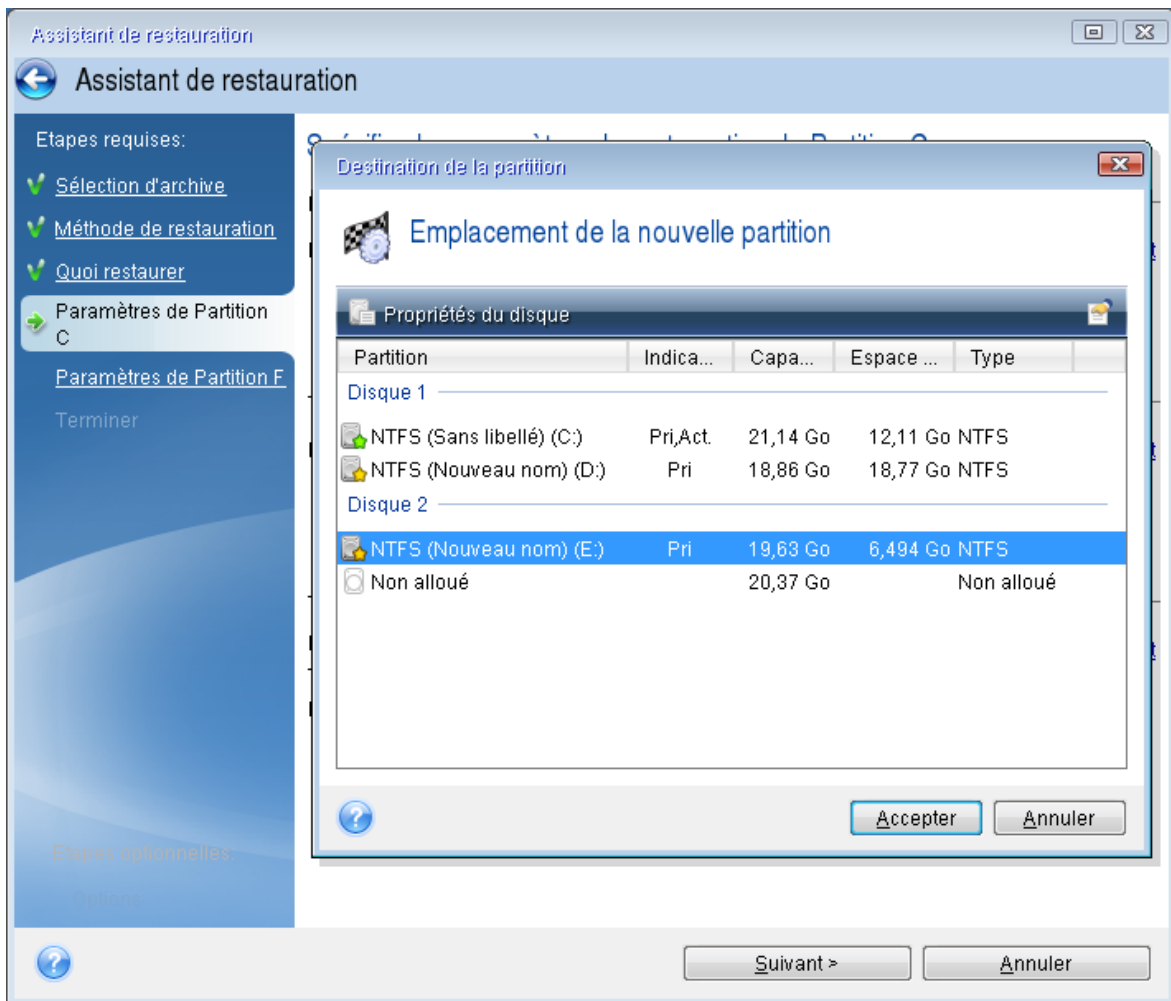 Assistant de restauration
Assistant de restauration
Etapes requises:
Sélection d'archive
Méthode de restauration
Quoi restaurer
Paramètres de Partition
C
Paramètres de Partition F
Terminer
Etapes optionnelles:
Options
Destination de la partition
Emplacement de la nouvelle partition
Propriétés du disque
Partition Indica... Capa... Espace ... Type
Disque 1
NTFS (Sans libellé) (C:) Pri,Act. 21,14 Go 12,11 Go NTFS
NTFS (Nouveau nom) (D:) Pri 18,86 Go 18,77 Go NTFS
Disque 2
NTFS (Nouveau nom) (E:) Pri 19,63 Go 6,494 Go NTFS
Non alloué 20,37 Go Non alloué
Accepter Annuler
Suivant > Annuler